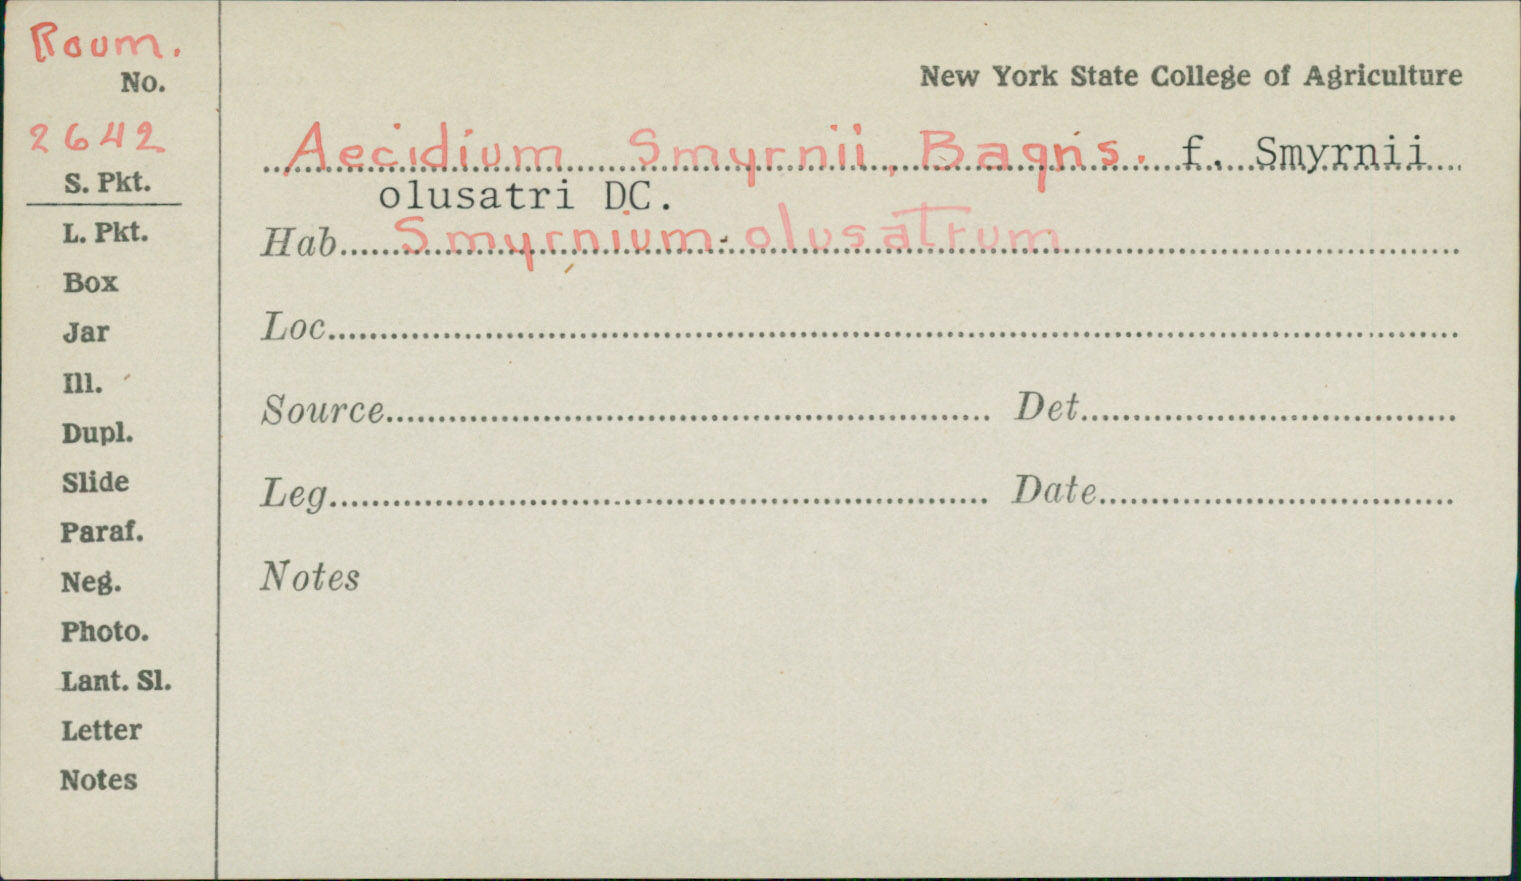 Roum.
No.
2642
S. Pkt.
L. Pkt.
Box
Jar
Ill.
Dupl.
Slide
Paraf.
Neg.
Photo.
Lant. Sl.
Letter
Notes
New York State College of Agriculture
Aecidium Smyrnii, Bagnis. f. Smyrnii
olusatri DC.
Hab. Smyrnium olusatrum
Loc.
Source. Det.
Leg. Date.
Notes